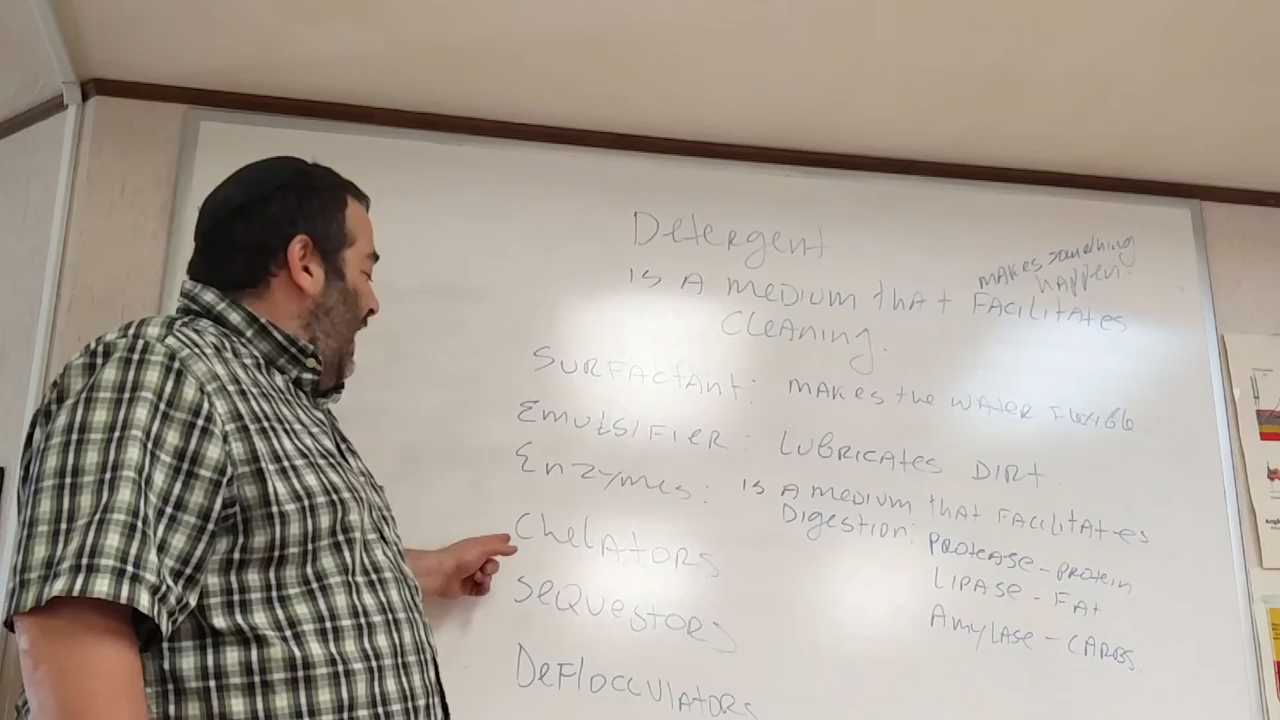 Detergent
makes something
happen.
is a medium that facilitates
cleaning.
Surfactant: makes the water flexible.
Emulsifier: Lubricates Dirt
Enzymes: is a medium that facilitates
Digestion: Protease - Protein
Lipase - Fat
Amylase - Carbs
Chelators
Sequestors
Deflocculators